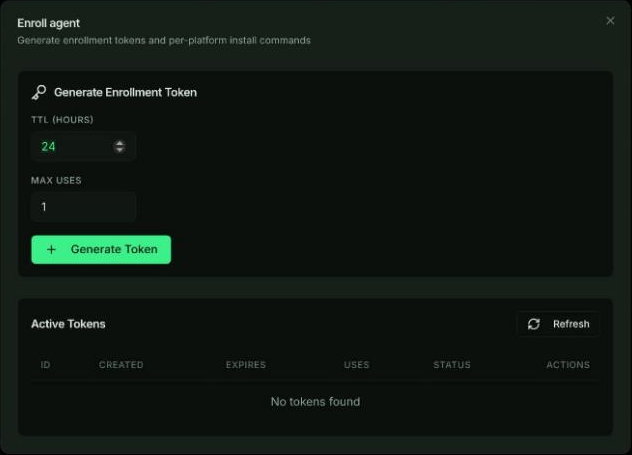 Enroll agent
Generate enrollment tokens and per-platform install commands
Generate Enrollment Token
TTL (HOURS)
24
MAX USES
1
+ Generate Token
Active Tokens
Refresh
ID CREATED EXPIRES USES STATUS ACTIONS
No tokens found